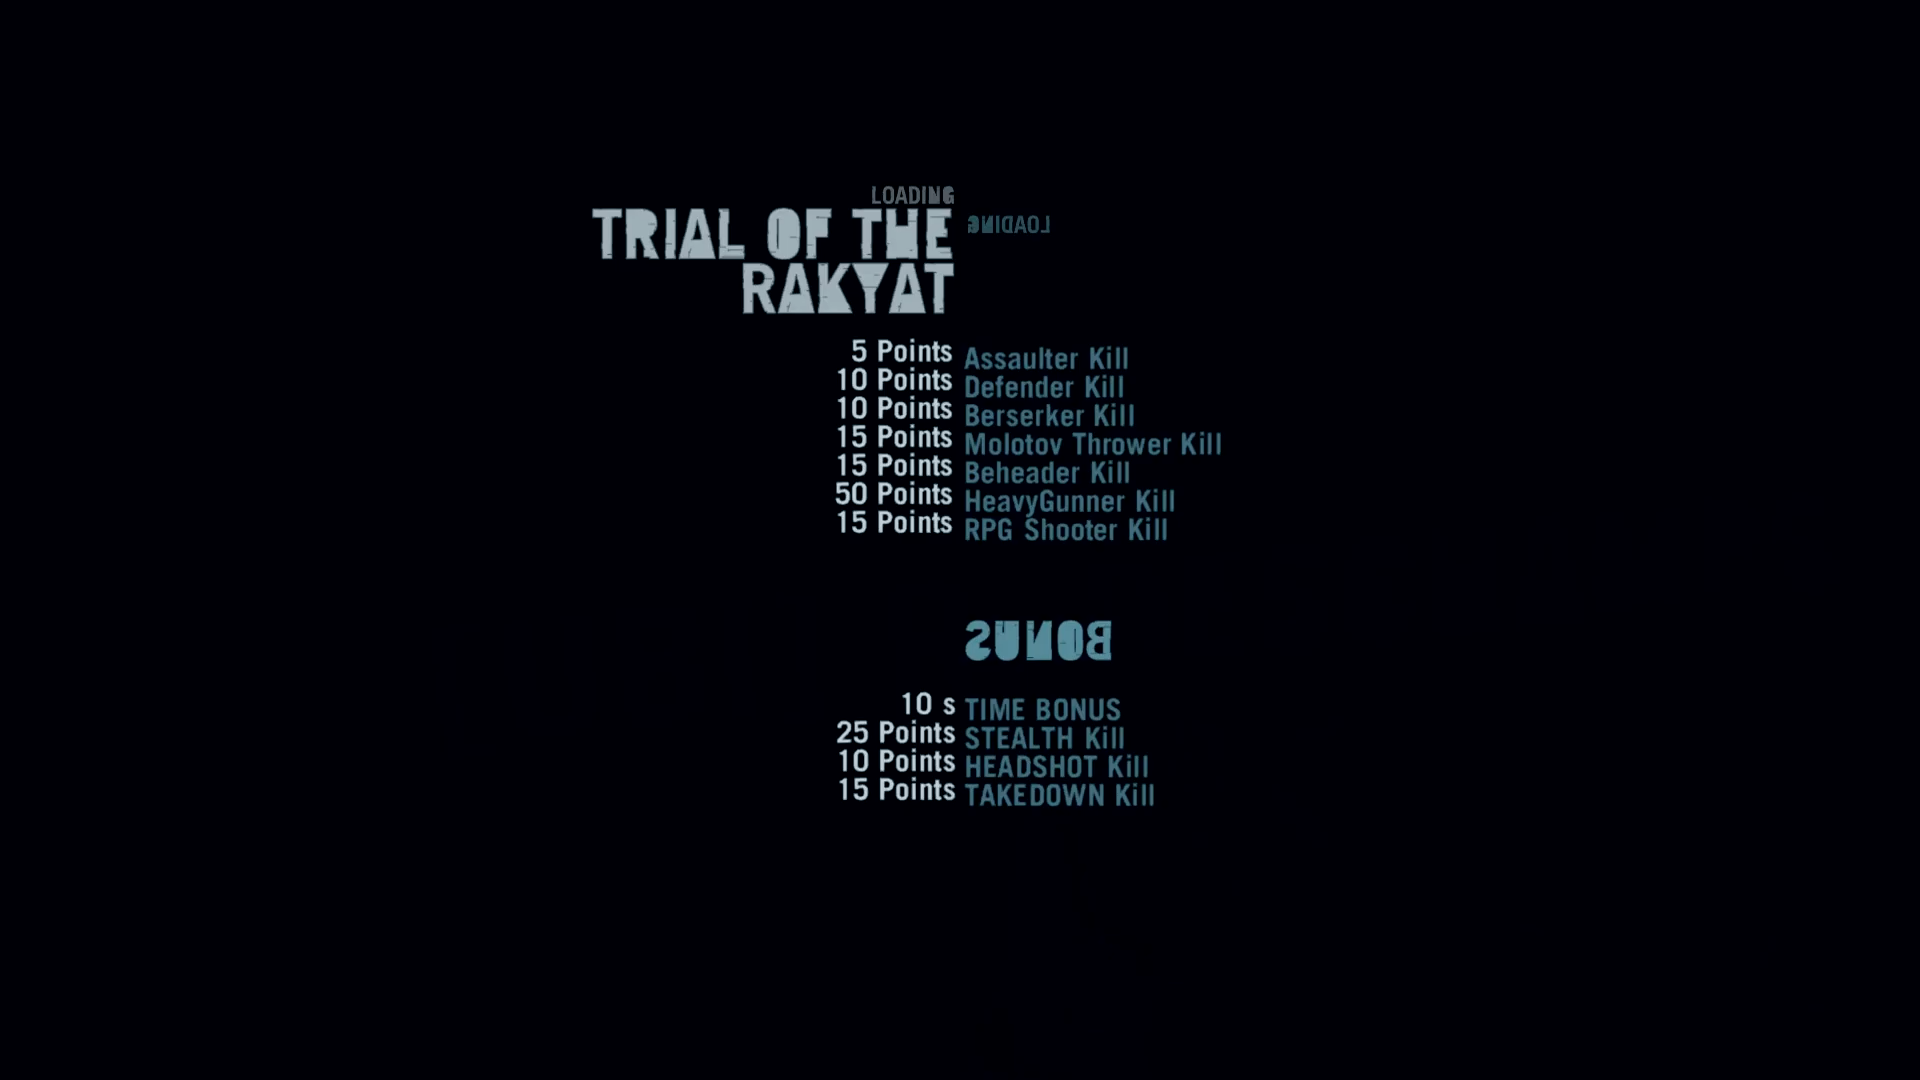 LOADING
LOADING
TRIAL OF THE
RAKYAT
5 Points Assaulter Kill
10 Points Defender Kill
10 Points Berserker Kill
15 Points Molotov Thrower Kill
15 Points Beheader Kill
50 Points HeavyGunner Kill
15 Points RPG Shooter Kill
BONUS
10 s TIME BONUS
25 Points STEALTH Kill
10 Points HEADSHOT Kill
15 Points TAKEDOWN Kill